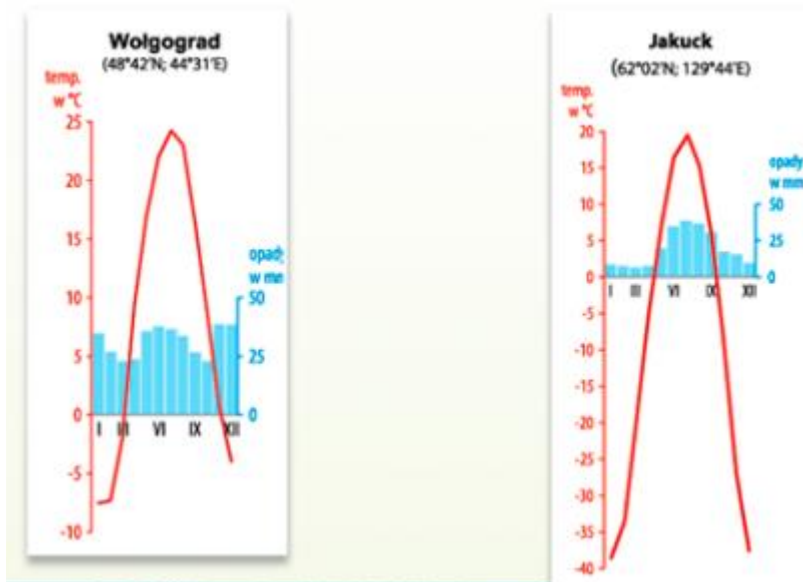 Wołgograd
(48°42'N; 44°31'E)
temp.
w °C
25
20
15
10
5
0
-5
-10
opady
w mm
50
25
0
I III VI IX XII
Jakuck
(62°02'N; 129°44'E)
temp.
w °C
20
15
10
5
0
-5
-10
-15
-20
-25
-30
-35
-40
opady
w mm
50
25
0
I III VI IX XII